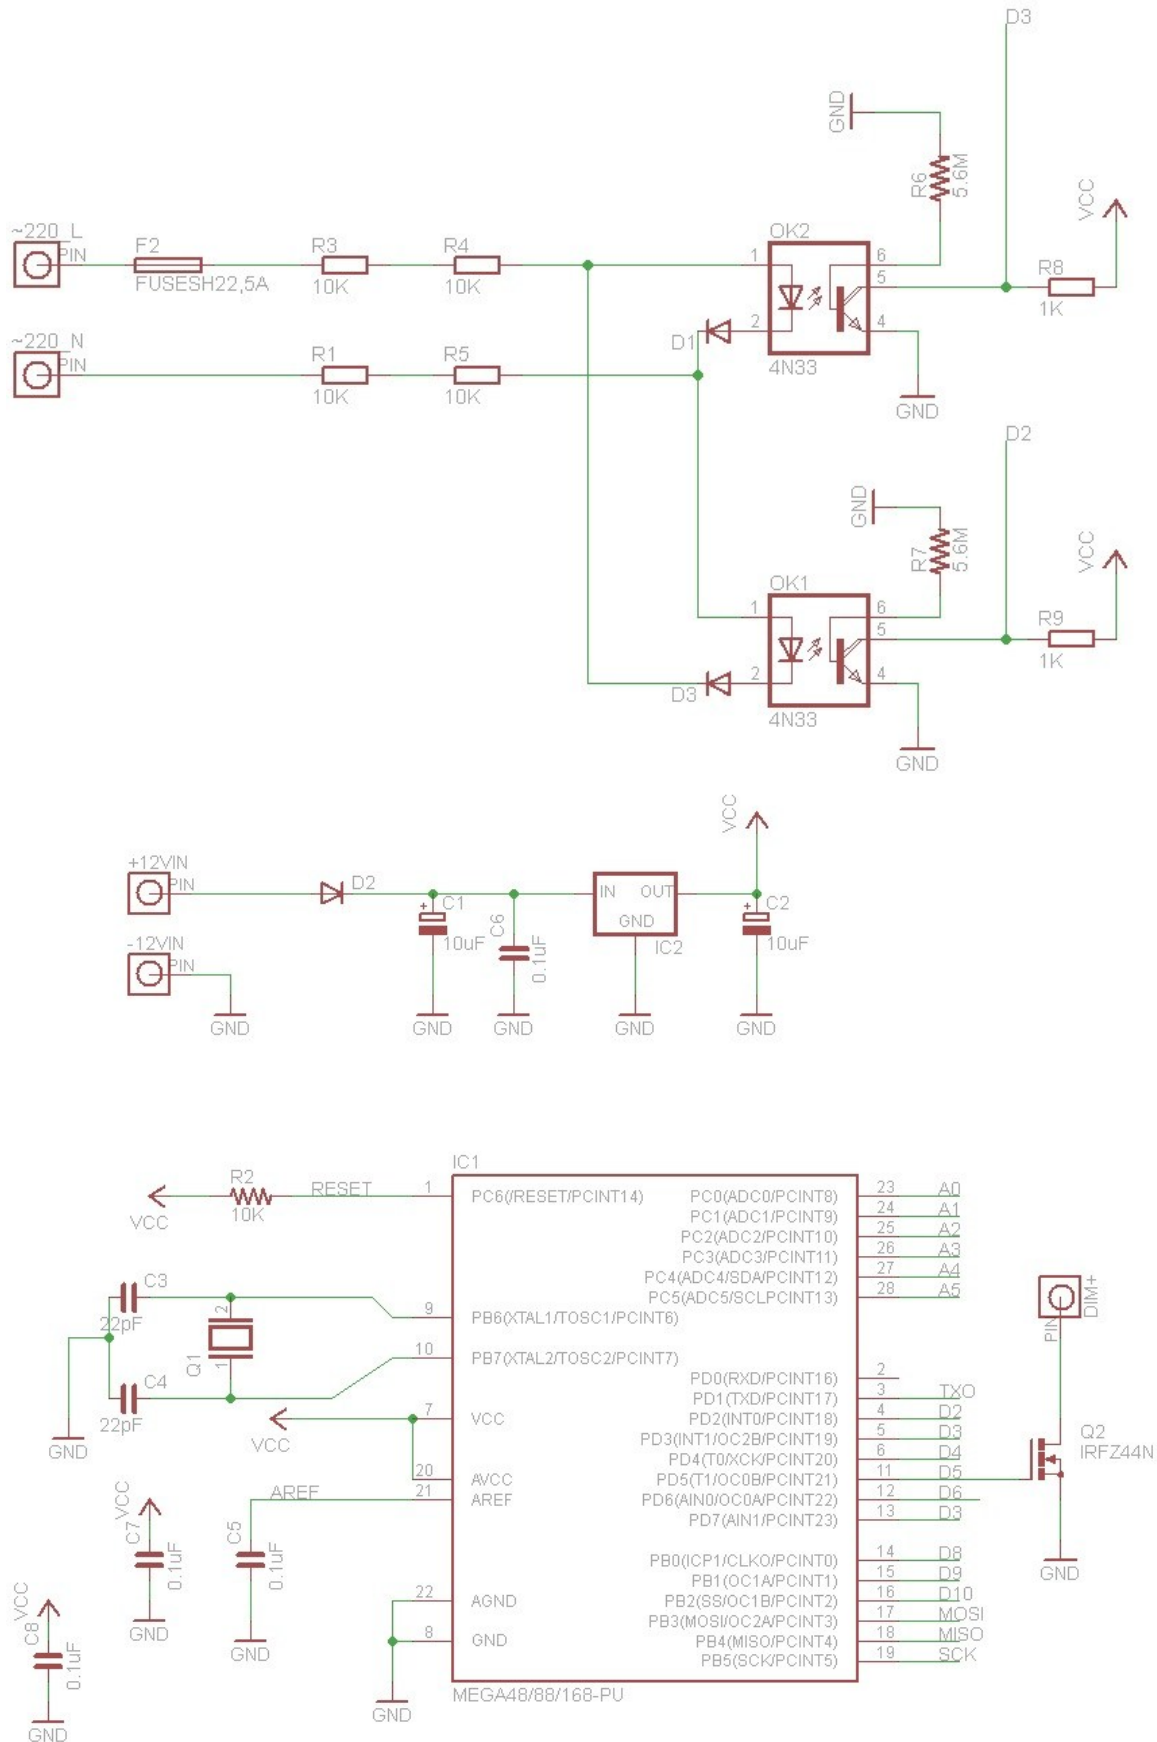 D3
GND
R6
5.6M
VCC
~220_L
PIN
F2
FUSESH22,5A
R3
10K
R4
10K
OK2
1
2
6
5
4
4N33
R8
1K
D1
GND
~220_N
PIN
R1
10K
R5
10K
D2
GND
R7
5.6M
VCC
OK1
1
2
6
5
4
4N33
R9
1K
D3
GND
VCC
+12VIN
PIN
D2
+
C1
10uF
C6
0.1uF
IN
OUT
GND
IC2
+
C2
10uF
-12VIN
PIN
GND
GND
GND
GND
GND
IC1
R2
10K
RESET
VCC
1
PC6(/RESET/PCINT14)
C3
22pF
2
Q1
1
C4
22pF
GND
9
PB6(XTAL1/TOSC1/PCINT6)
10
PB7(XTAL2/TOSC2/PCINT7)
VCC
7
VCC
20
AVCC
AREF
21
AREF
22
AGND
8
GND
GND
VCC
C7
0.1uF
GND
C5
0.1uF
GND
VCC
C8
0.1uF
GND
PC0(ADC0/PCINT8) 23 A0
PC1(ADC1/PCINT9) 24 A1
PC2(ADC2/PCINT10) 25 A2
PC3(ADC3/PCINT11) 26 A3
PC4(ADC4/SDA/PCINT12) 27 A4
PC5(ADC5/SCLPCINT13) 28 A5
PD0(RXD/PCINT16) 2
PD1(TXD/PCINT17) 3 TXO
PD2(INT0/PCINT18) 4 D2
PD3(INT1/OC2B/PCINT19) 5 D3
PD4(T0/XCK/PCINT20) 6 D4
PD5(T1/OC0B/PCINT21) 11 D5
PD6(AIN0/OC0A/PCINT22) 12 D6
PD7(AIN1/PCINT23) 13 D3
PB0(ICP1/CLKO/PCINT0) 14 D8
PB1(OC1A/PCINT1) 15 D9
PB2(SS/OC1B/PCINT2) 16 D10
PB3(MOSI/OC2A/PCINT3) 17 MOSI
PB4(MISO/PCINT4) 18 MISO
PB5(SCK/PCINT5) 19 SCK
MEGA48/88/168-PU
DIM+
PIN
Q2
IRFZ44N
GND